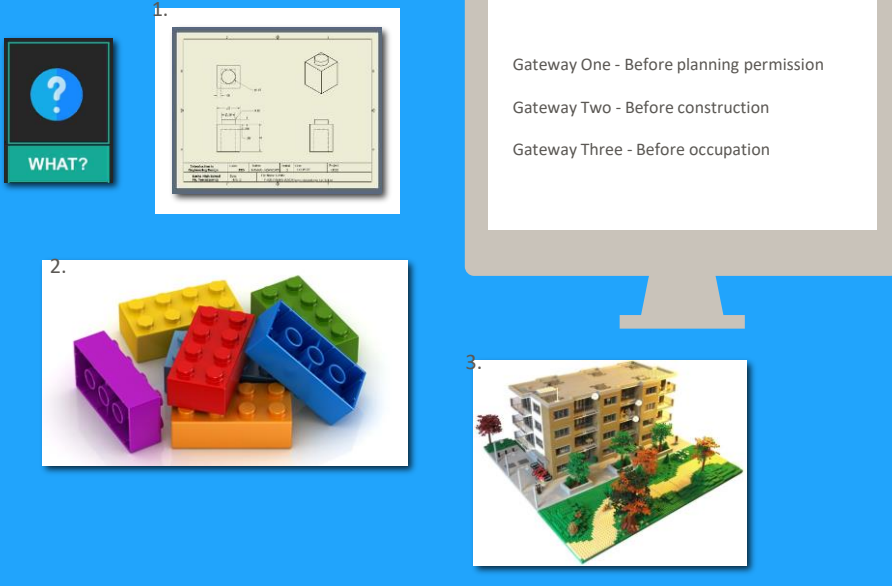 1.
WHAT?
Gateway One - Before planning permission
Gateway Two - Before construction
Gateway Three - Before occupation
2.
3.